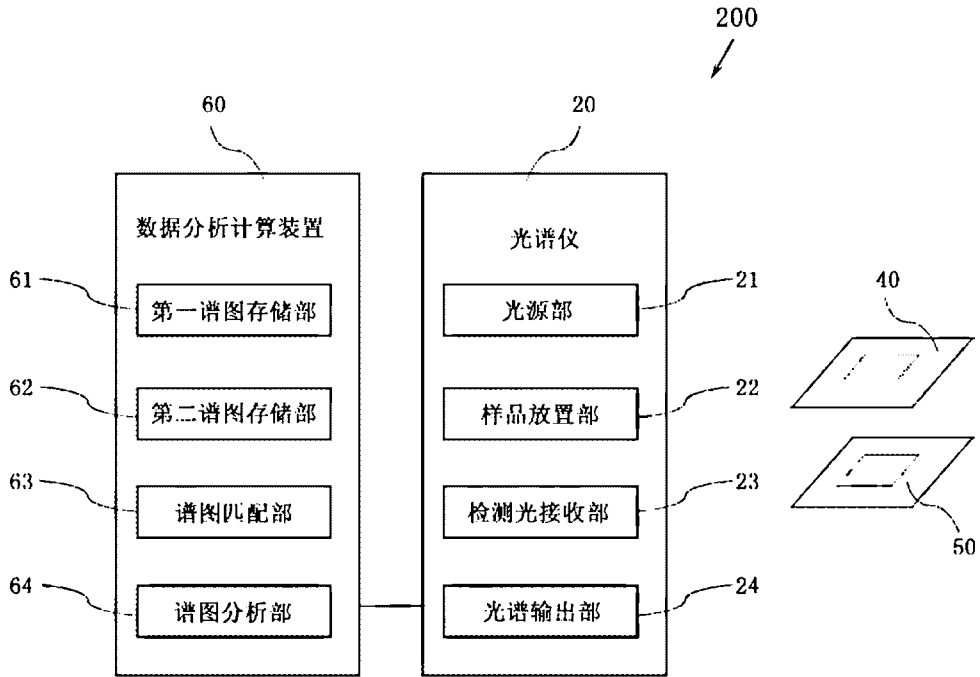 200
60
20
数据分析计算装置
光谱仪
61
第一谱图存储部
光源部
21
40
62
第二谱图存储部
样品放置部
22
63
谱图匹配部
检测光接收部
23
50
64
谱图分析部
光谱输出部
24